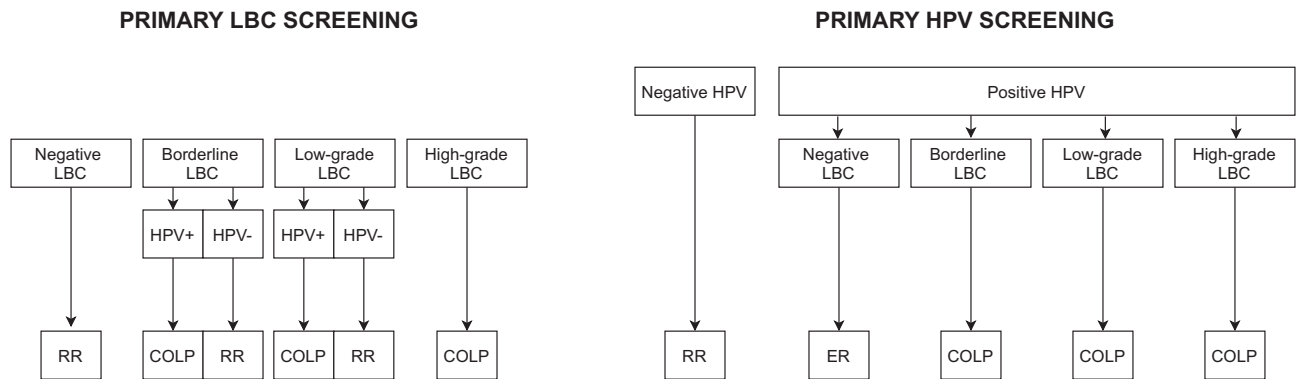 PRIMARY LBC SCREENING
Negative
LBC
Borderline
LBC
Low-grade
LBC
High-grade
LBC
HPV+
HPV-
HPV+
HPV-
RR
COLP
RR
COLP
RR
COLP
PRIMARY HPV SCREENING
Negative HPV
Positive HPV
Negative
LBC
Borderline
LBC
Low-grade
LBC
High-grade
LBC
RR
ER
COLP
COLP
COLP